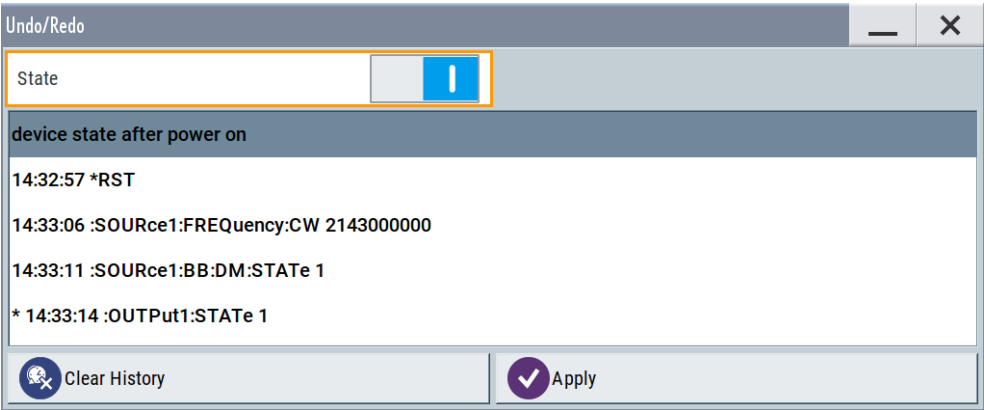 Undo/Redo
State
device state after power on
14:32:57 *RST
14:33:06 :SOURce1:FREQuency:CW 2143000000
14:33:11 :SOURce1:BB:DM:STATe 1
* 14:33:14 :OUTPut1:STATe 1
Clear History
Apply